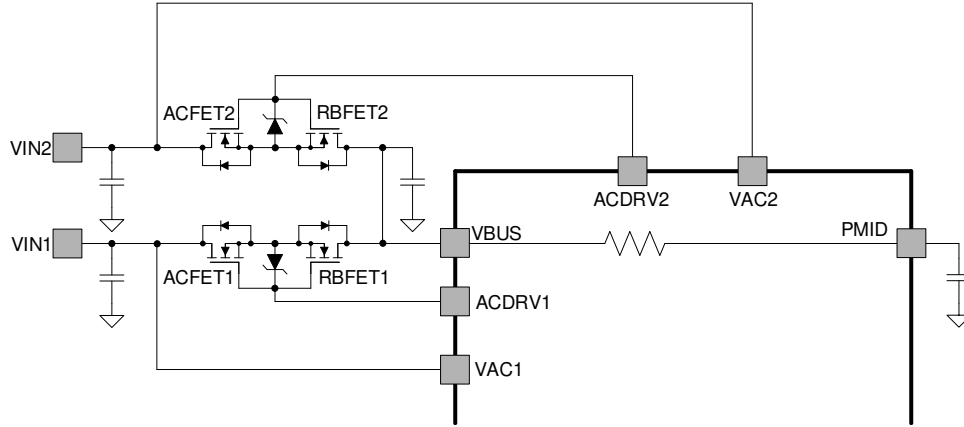 ACFET2
RBFET2
VIN2
ACDRV2
VAC2
VIN1
VBUS
PMID
ACFET1
RBFET1
ACDRV1
VAC1